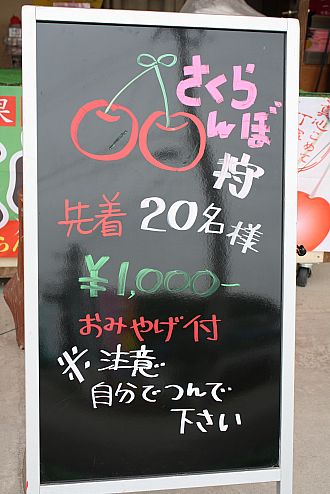 さくら
んぼ
狩
先着 20名様
¥1,000-
おみやげ付
※注意
自分でつんで
下さい
果